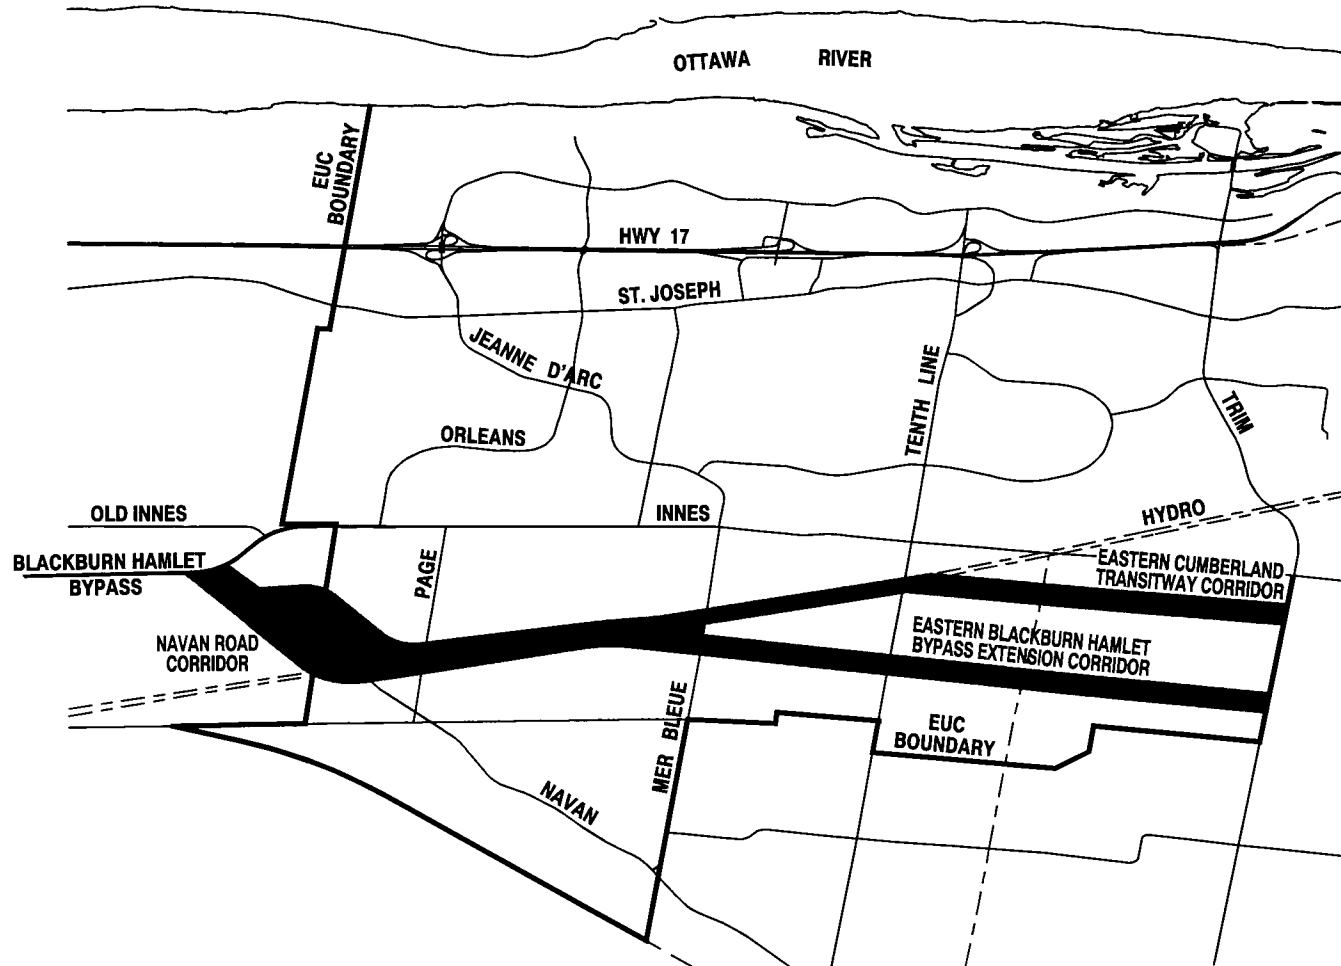 OTTAWA RIVER
EUC
BOUNDARY
HWY 17
ST. JOSEPH
JEANNE D'ARC
TENTH LINE
TRIM
ORLEANS
OLD INNES
INNES
HYDRO
BLACKBURN HAMLET
BYPASS
PAGE
EASTERN CUMBERLAND
TRANSITWAY CORRIDOR
NAVAN ROAD
CORRIDOR
EASTERN BLACKBURN HAMLET
BYPASS EXTENSION CORRIDOR
MER BLEUE
EUC
BOUNDARY
NAVAN